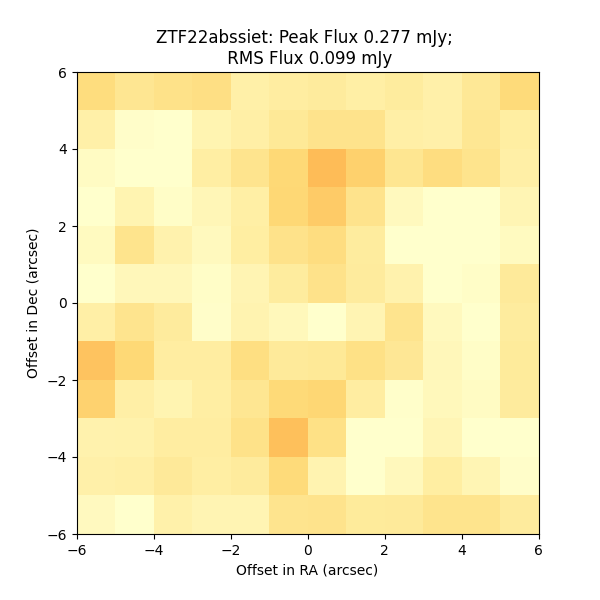 ZTF22abssiet: Peak Flux 0.277 mJy;
RMS Flux 0.099 mJy
6
4
2
0
−2
−4
−6
Offset in Dec (arcsec)
−6 −4 −2 0 2 4 6
Offset in RA (arcsec)